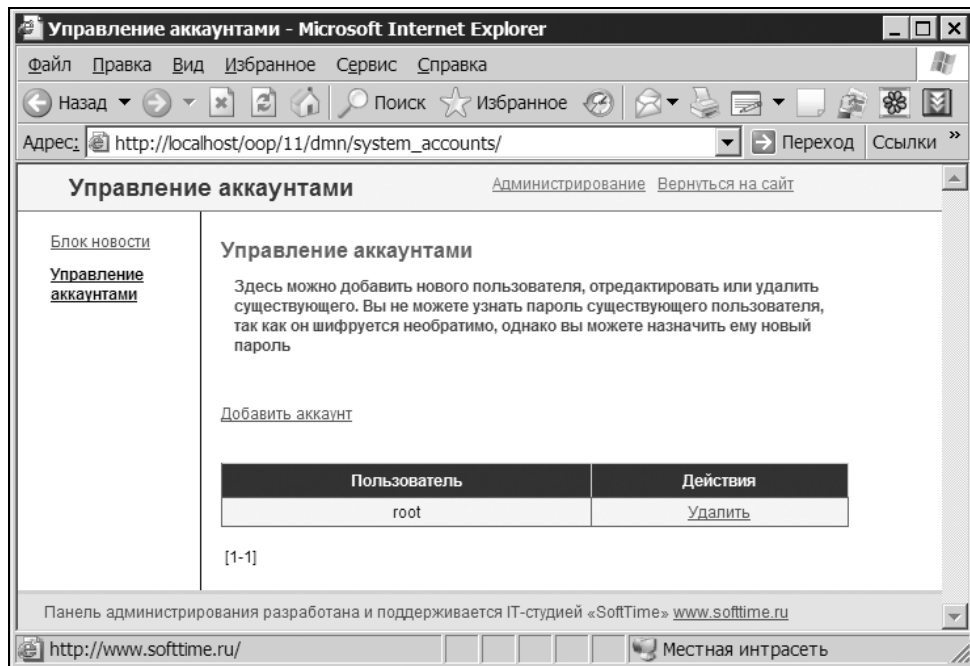 Управление аккаунтами - Microsoft Internet Explorer
Файл Правка Вид Избранное Сервис Справка
Назад Поиск Избранное
Адрес: http://localhost/oop/11/dmn/system_accounts/ Переход Ссылки »
Управление аккаунтами Администрирование Вернуться на сайт
Блок новости
Управление
аккаунтами
Управление аккаунтами
Здесь можно добавить нового пользователя, отредактировать или удалить
существующего. Вы не можете узнать пароль существующего пользователя,
так как он шифруется необратимо, однако вы можете назначить ему новый
пароль
Добавить аккаунт
Пользователь Действия
root Удалить
[1-1]
Панель администрирования разработана и поддерживается IT-студией «SoftTime» www.softtime.ru
http://www.softtime.ru/ Местная интрасеть